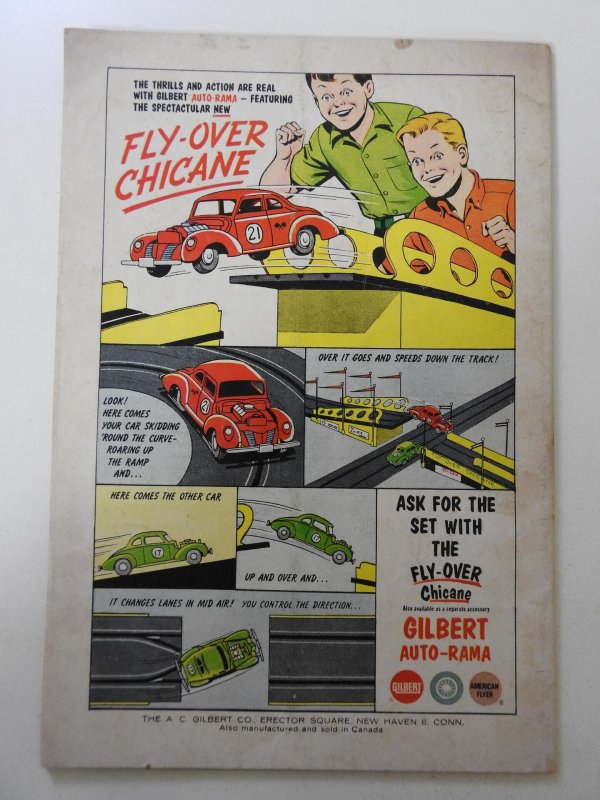 THE THRILLS AND ACTION ARE REAL
WITH GILBERT AUTO-RAMA – FEATURING
THE SPECTACULAR NEW
FLY-OVER
CHICANE
21
LOOK!
HERE COMES
YOUR CAR SKIDDING
'ROUND THE CURVE-
ROARING UP
THE RAMP
AND...
21
OVER IT GOES AND SPEEDS DOWN THE TRACK!
HERE COMES THE OTHER CAR
17
17
UP AND OVER AND...
IT CHANGES LANES IN MID AIR! YOU CONTROL THE DIRECTION...
ASK FOR THE
SET WITH
THE
FLY-OVER
Chicane
Also available as a separate accessory
GILBERT
AUTO-RAMA
GILBERT
AMERICAN
FLYER
®
THE A. C. GILBERT CO., ERECTOR SQUARE, NEW HAVEN 6, CONN.
Also manufactured and sold in Canada